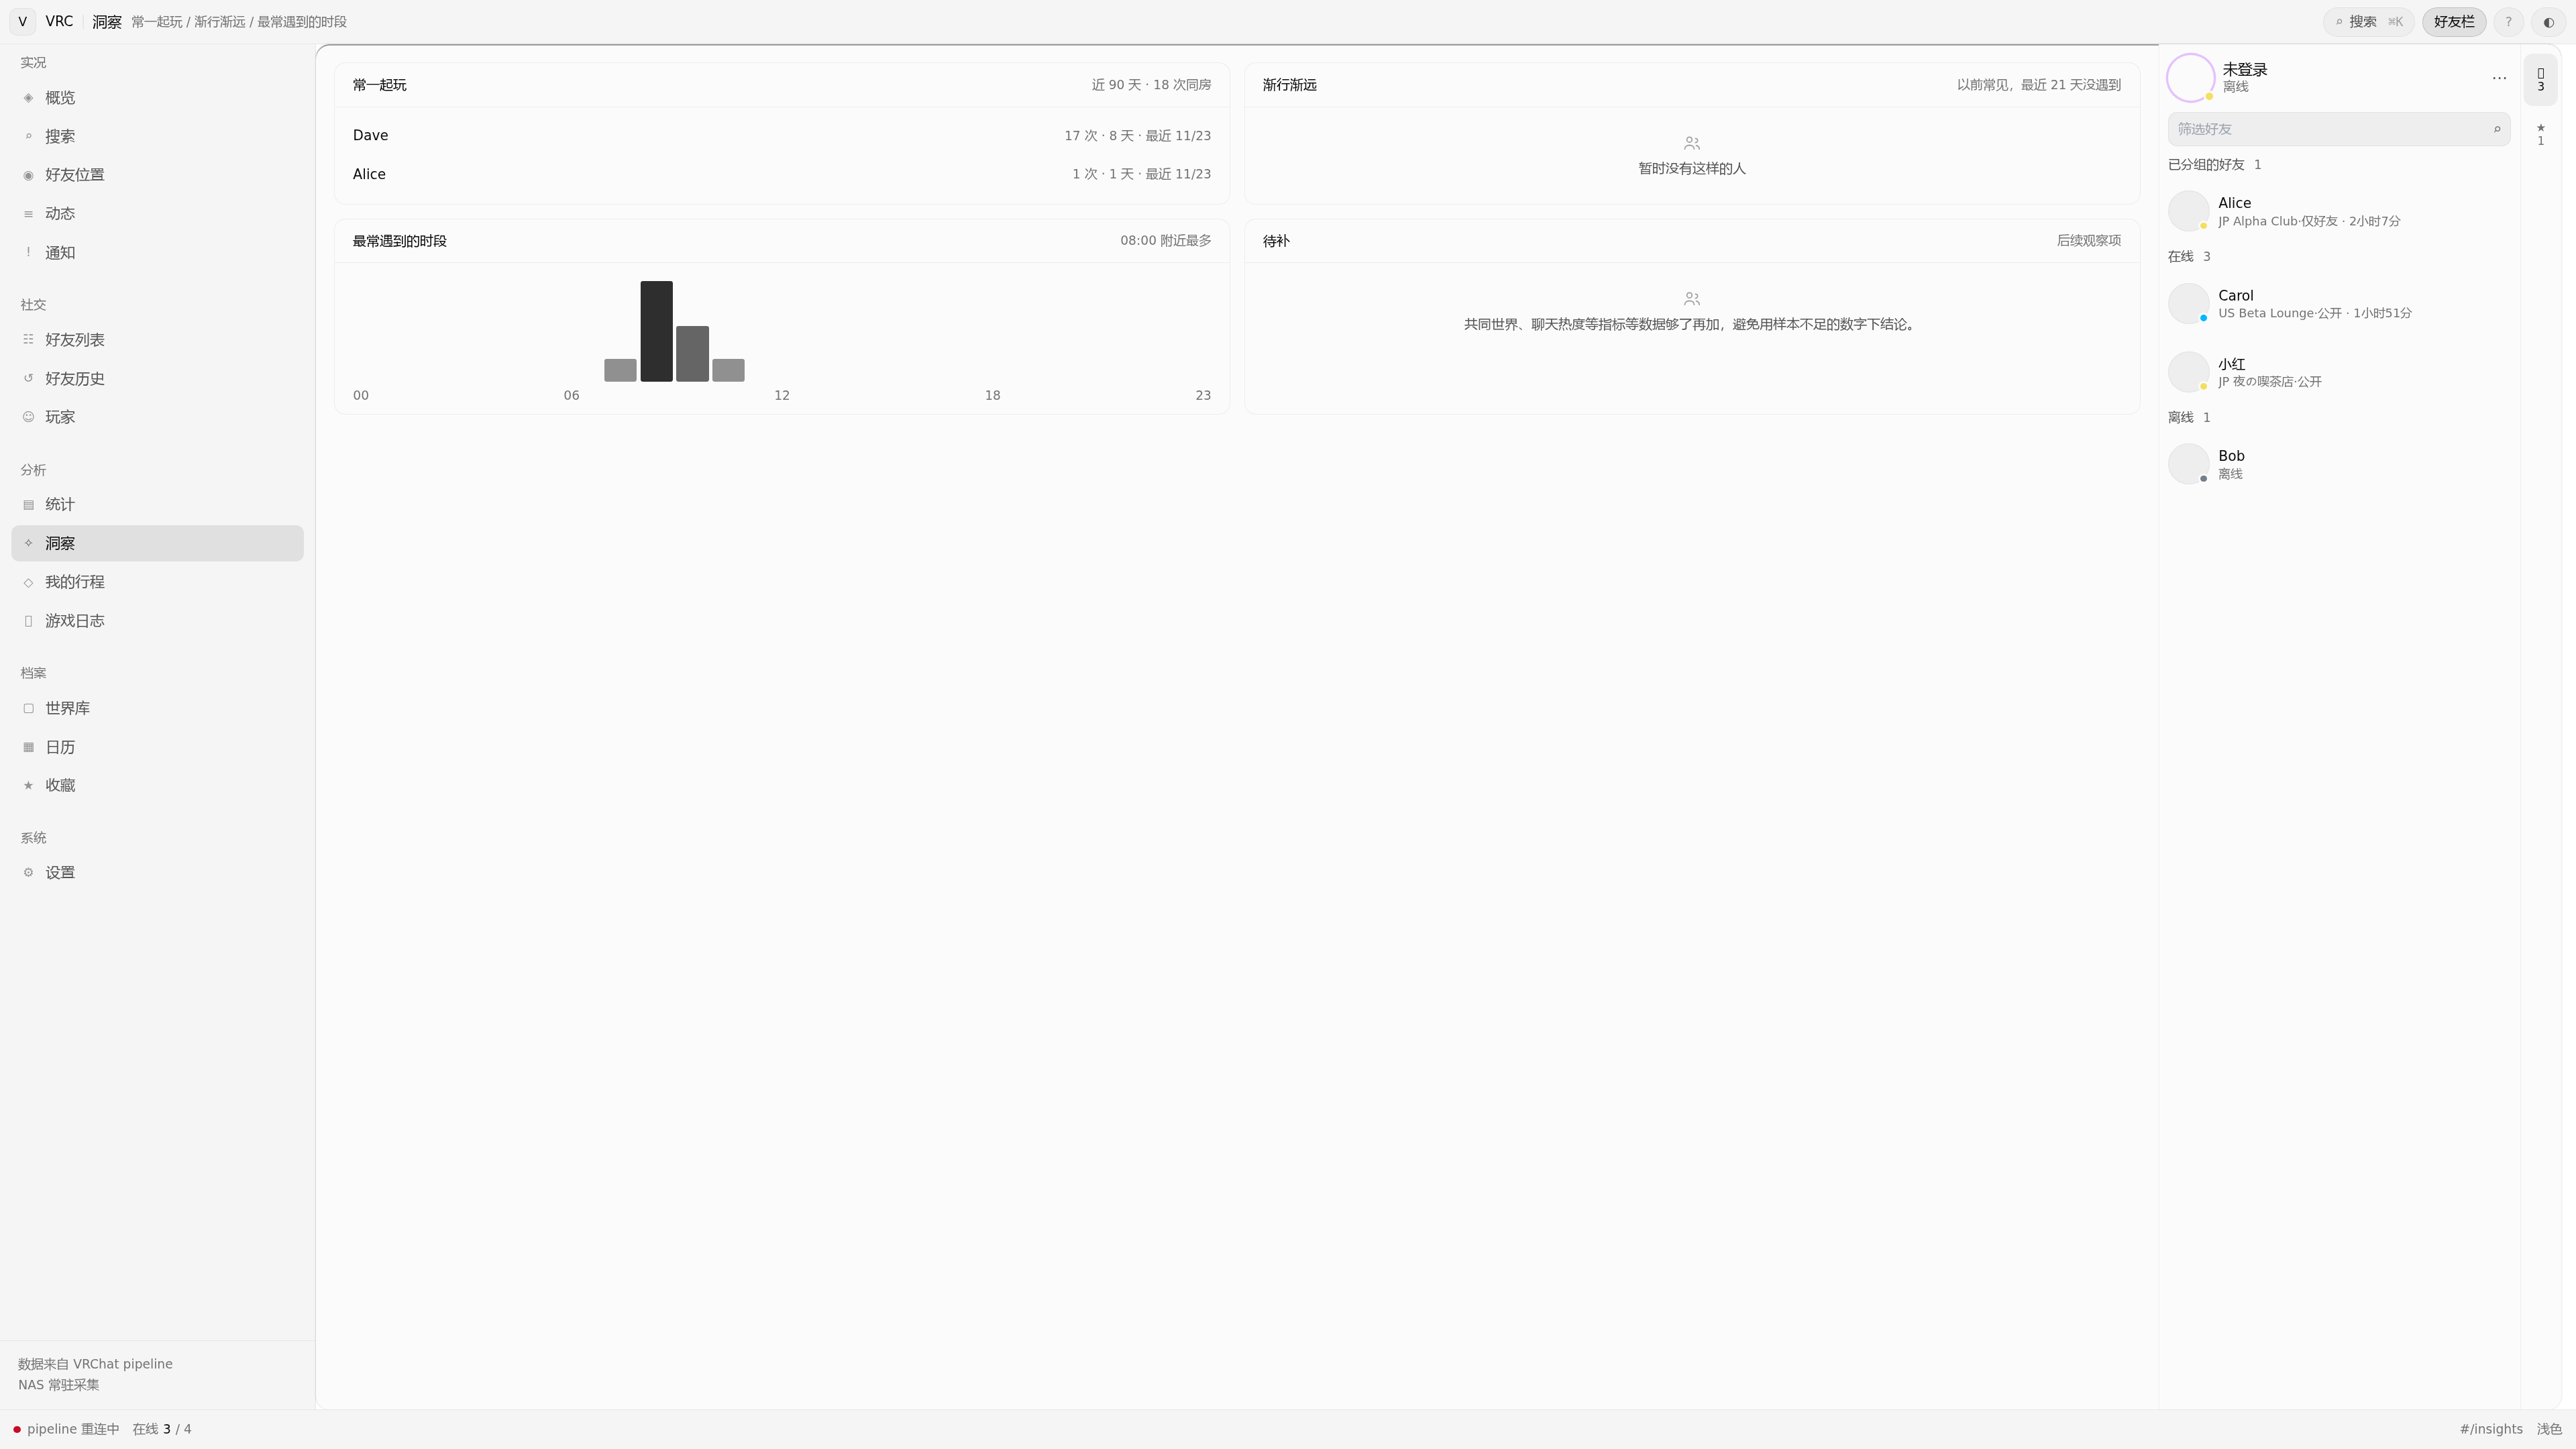 V VRC 洞察 常一起玩 / 渐行渐远 / 最常遇到的时段
搜索 ⌘K 好友栏 ?
实况
概览
搜索
好友位置
动态
通知
社交
好友列表
好友历史
玩家
分析
统计
洞察
我的行程
游戏日志
档案
世界库
日历
收藏
系统
设置
数据来自 VRChat pipeline
NAS 常驻采集
常一起玩 近 90 天 · 18 次同房
Dave 17 次 · 8 天 · 最近 11/23
Alice 1 次 · 1 天 · 最近 11/23
渐行渐远 以前常见，最近 21 天没遇到
暂时没有这样的人
最常遇到的时段 08:00 附近最多
00 06 12 18 23
待补 后续观察项
共同世界、聊天热度等指标等数据够了再加，避免用样本不足的数字下结论。
未登录 ...
离线
筛选好友
已分组的好友 1
Alice
JP Alpha Club·仅好友 · 2小时7分
在线 3
Carol
US Beta Lounge·公开 · 1小时51分
小红
JP 夜の喫茶店·公开
离线 1
Bob
离线
3
★
1
pipeline 重连中 在线 3 / 4
#/insights 浅色